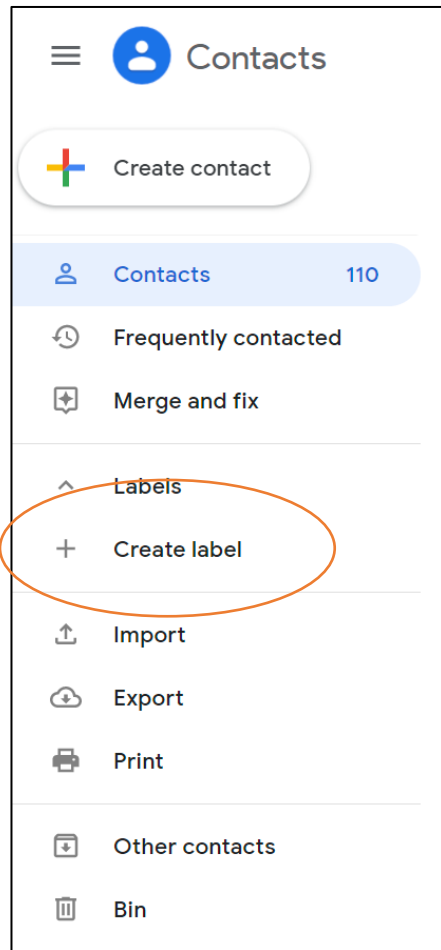 Contacts
Create contact
Contacts 110
Frequently contacted
Merge and fix
Labels
Create label
Import
Export
Print
Other contacts
Bin